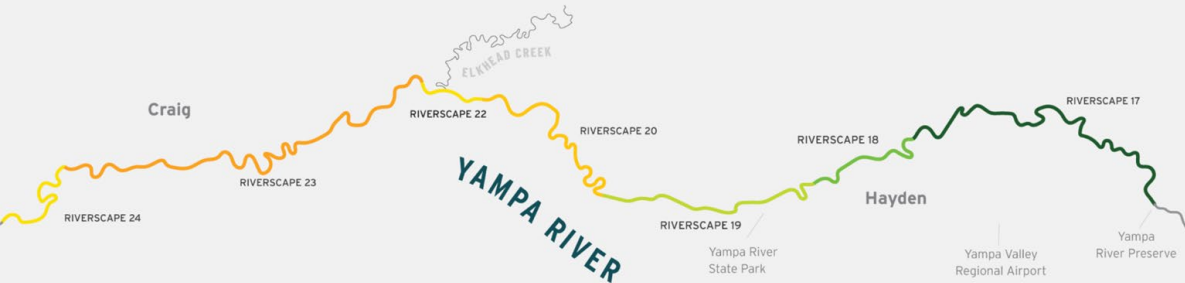 ELKHEAD CREEK
Craig
RIVERSCAPE 22
RIVERSCAPE 17
RIVERSCAPE 20
RIVERSCAPE 18
RIVERSCAPE 23
YAMPA RIVER
Hayden
RIVERSCAPE 24
RIVERSCAPE 19
Yampa River
State Park
Yampa Valley
Regional Airport
Yampa
River Preserve